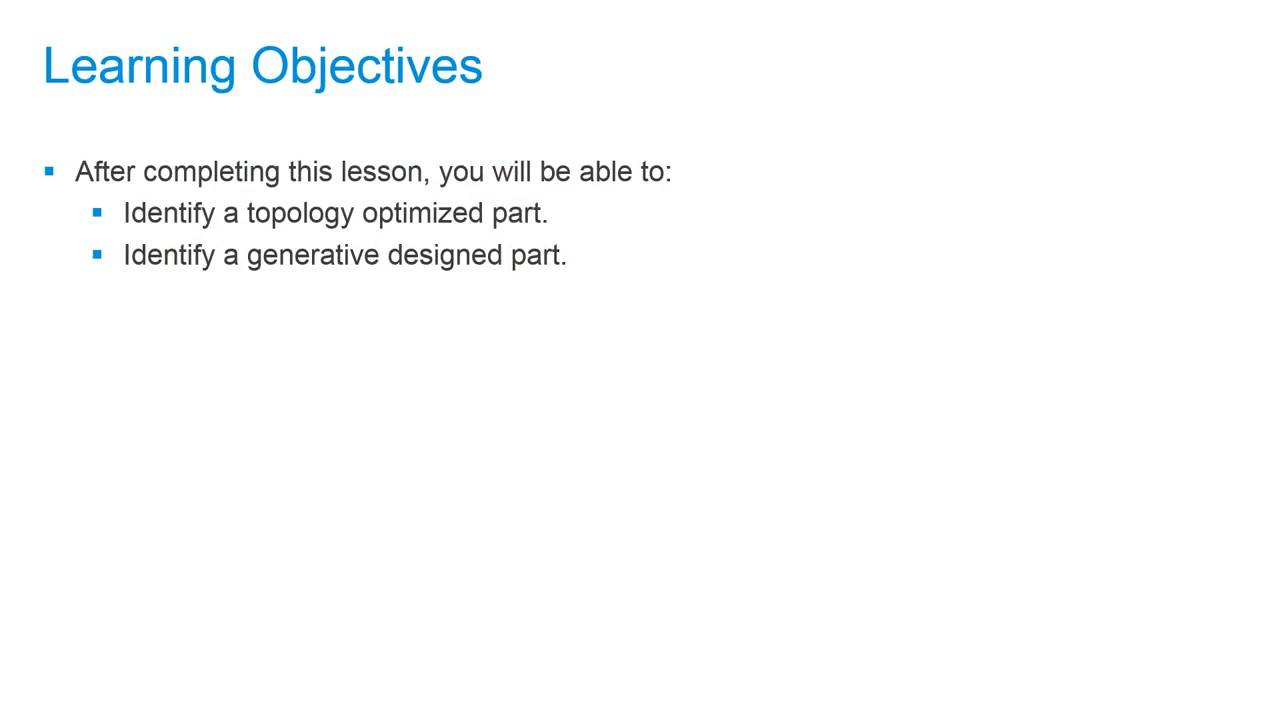 Learning Objectives
▪ After completing this lesson, you will be able to:
▪ Identify a topology optimized part.
▪ Identify a generative designed part.